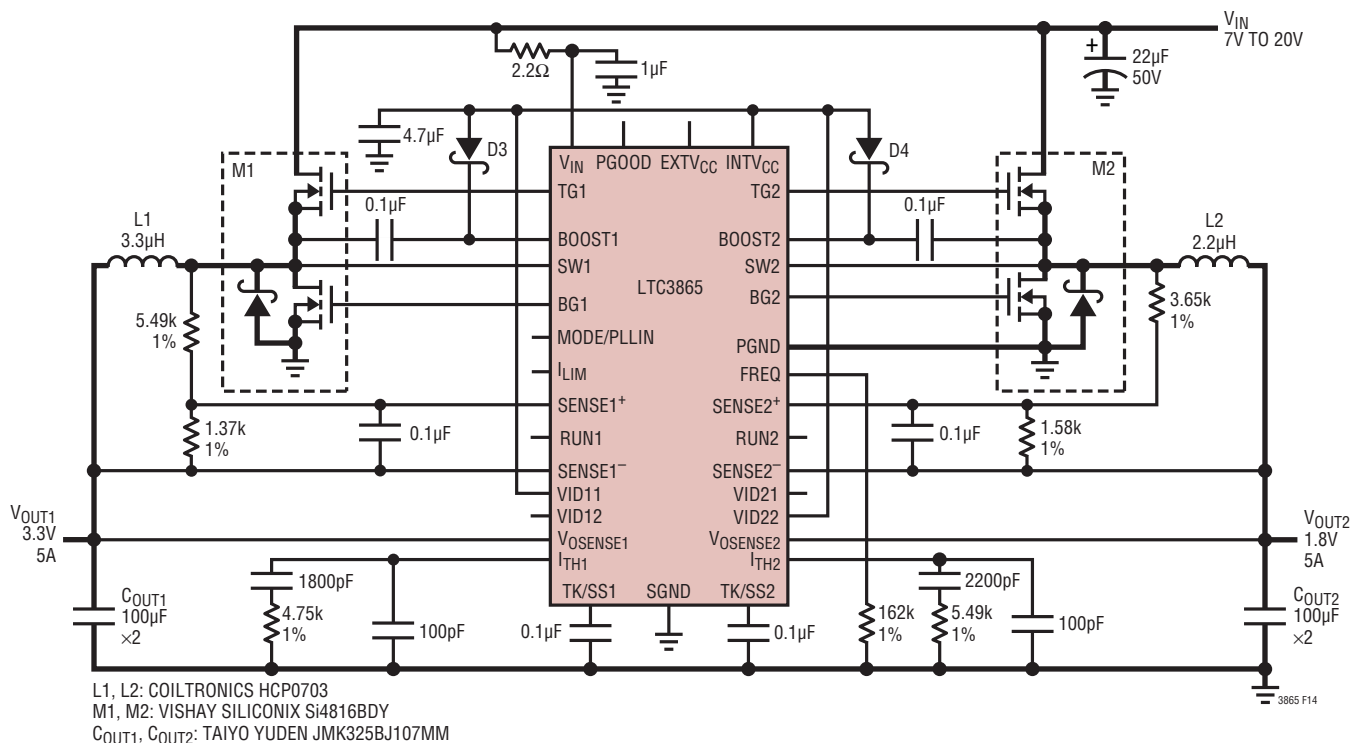 VIN
7V TO 20V
2.2Ω
1µF
+
22µF
50V
4.7µF
D3
D4
M1
M2
VIN PGOOD EXTVCC INTVCC
TG1
TG2
0.1µF
0.1µF
L1
3.3µH
L2
2.2µH
BOOST1
BOOST2
SW1
SW2
LTC3865
BG1
BG2
5.49k
1%
3.65k
1%
MODE/PLLIN
PGND
ILIM
FREQ
SENSE1+
SENSE2+
1.37k
1%
0.1µF
0.1µF
1.58k
1%
RUN1
RUN2
SENSE1–
SENSE2–
VID11
VID21
VID12
VID22
VOUT1
3.3V
5A
VOSENSE1
VOSENSE2
VOUT2
1.8V
5A
ITH1
ITH2
1800pF
2200pF
TK/SS1 SGND TK/SS2
COUT1
100µF
×2
4.75k
1%
100pF
0.1µF
0.1µF
162k
1%
5.49k
1%
100pF
COUT2
100µF
×2
3865 F14
L1, L2: COILTRONICS HCP0703
M1, M2: VISHAY SILICONIX Si4816BDY
COUT1, COUT2: TAIYO YUDEN JMK325BJ107MM